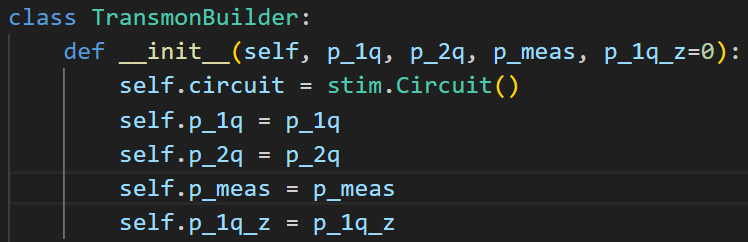 class TransmonBuilder:
    def __init__(self, p_1q, p_2q, p_meas, p_1q_z=0):
        self.circuit = stim.Circuit()
        self.p_1q = p_1q
        self.p_2q = p_2q
        self.p_meas = p_meas
        self.p_1q_z = p_1q_z